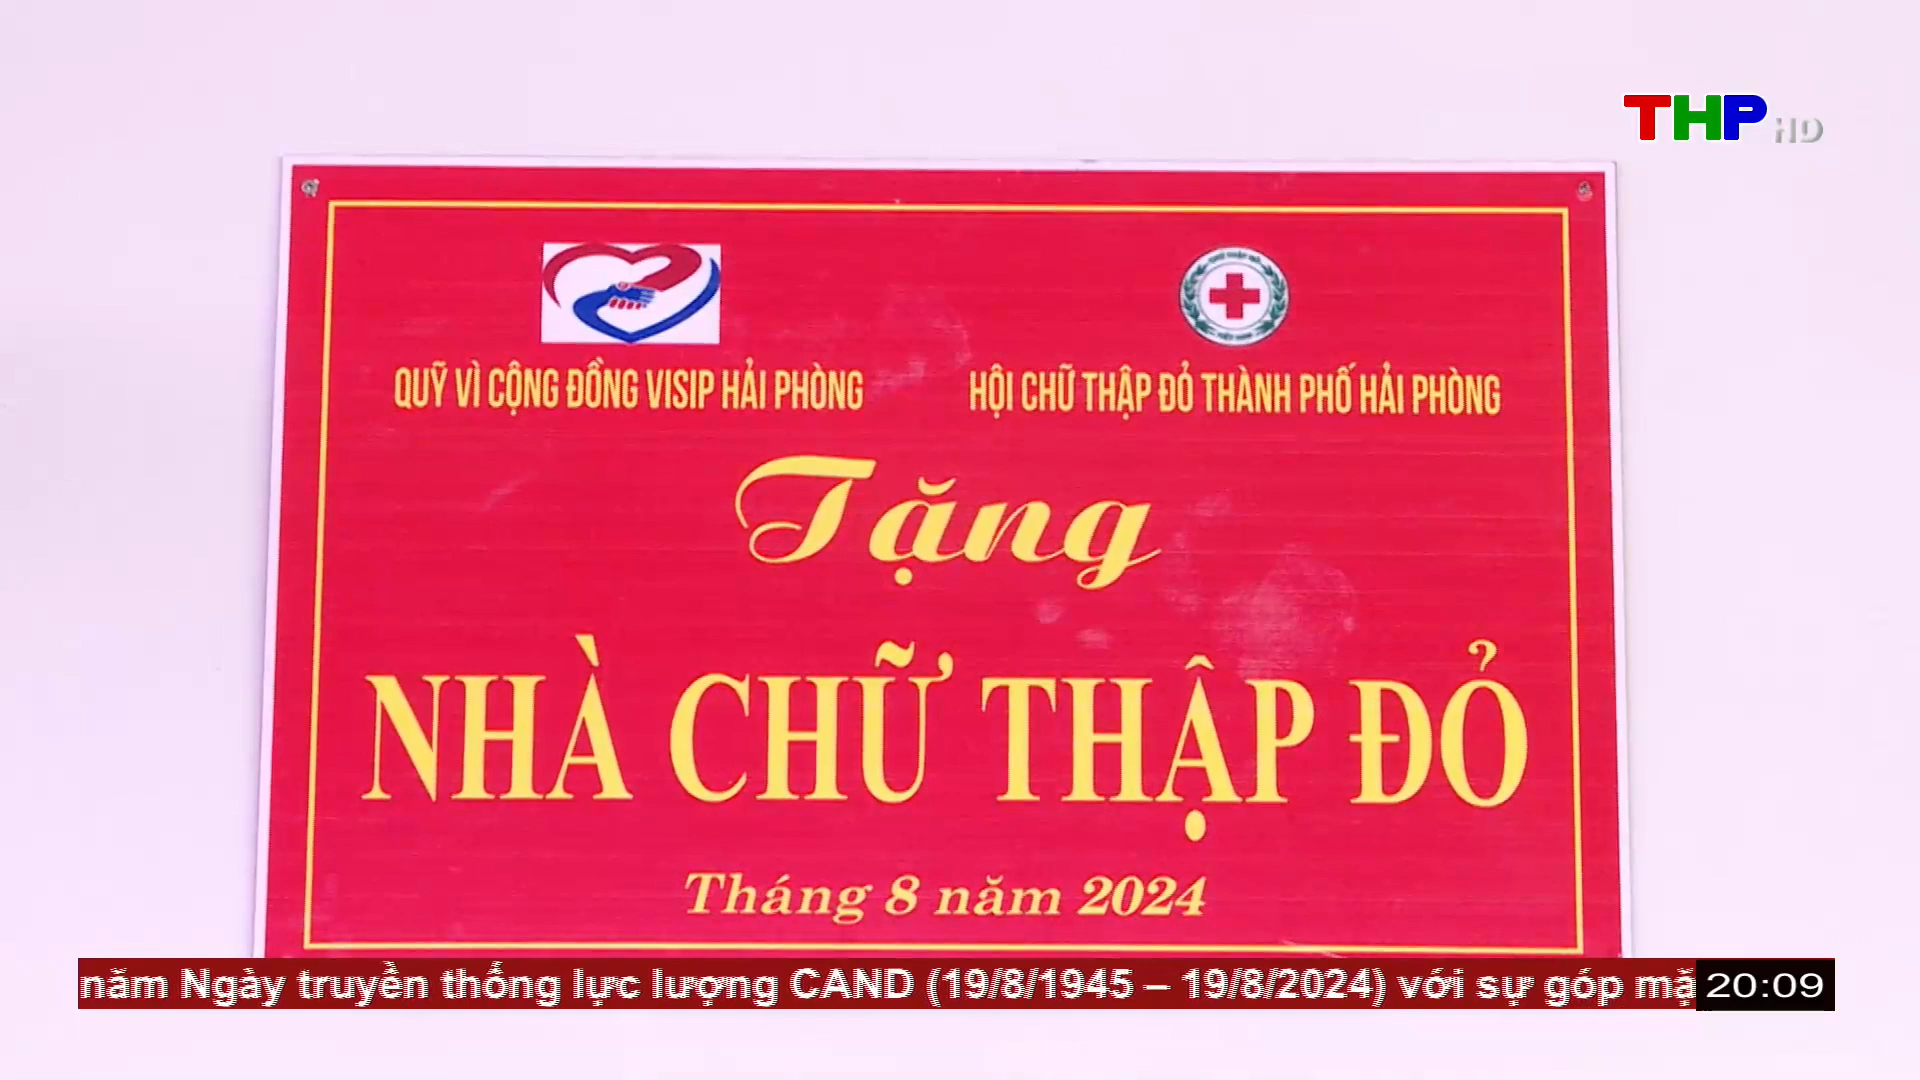 THP HD
QUỸ VÌ CỘNG ĐỒNG VISIP HẢI PHÒNG
HỘI CHỮ THẬP ĐỎ THÀNH PHỐ HẢI PHÒNG
Tặng
NHÀ CHỮ THẬP ĐỎ
Tháng 8 năm 2024
năm Ngày truyền thống lực lượng CAND (19/8/1945 – 19/8/2024) với sự góp mặ
20:09